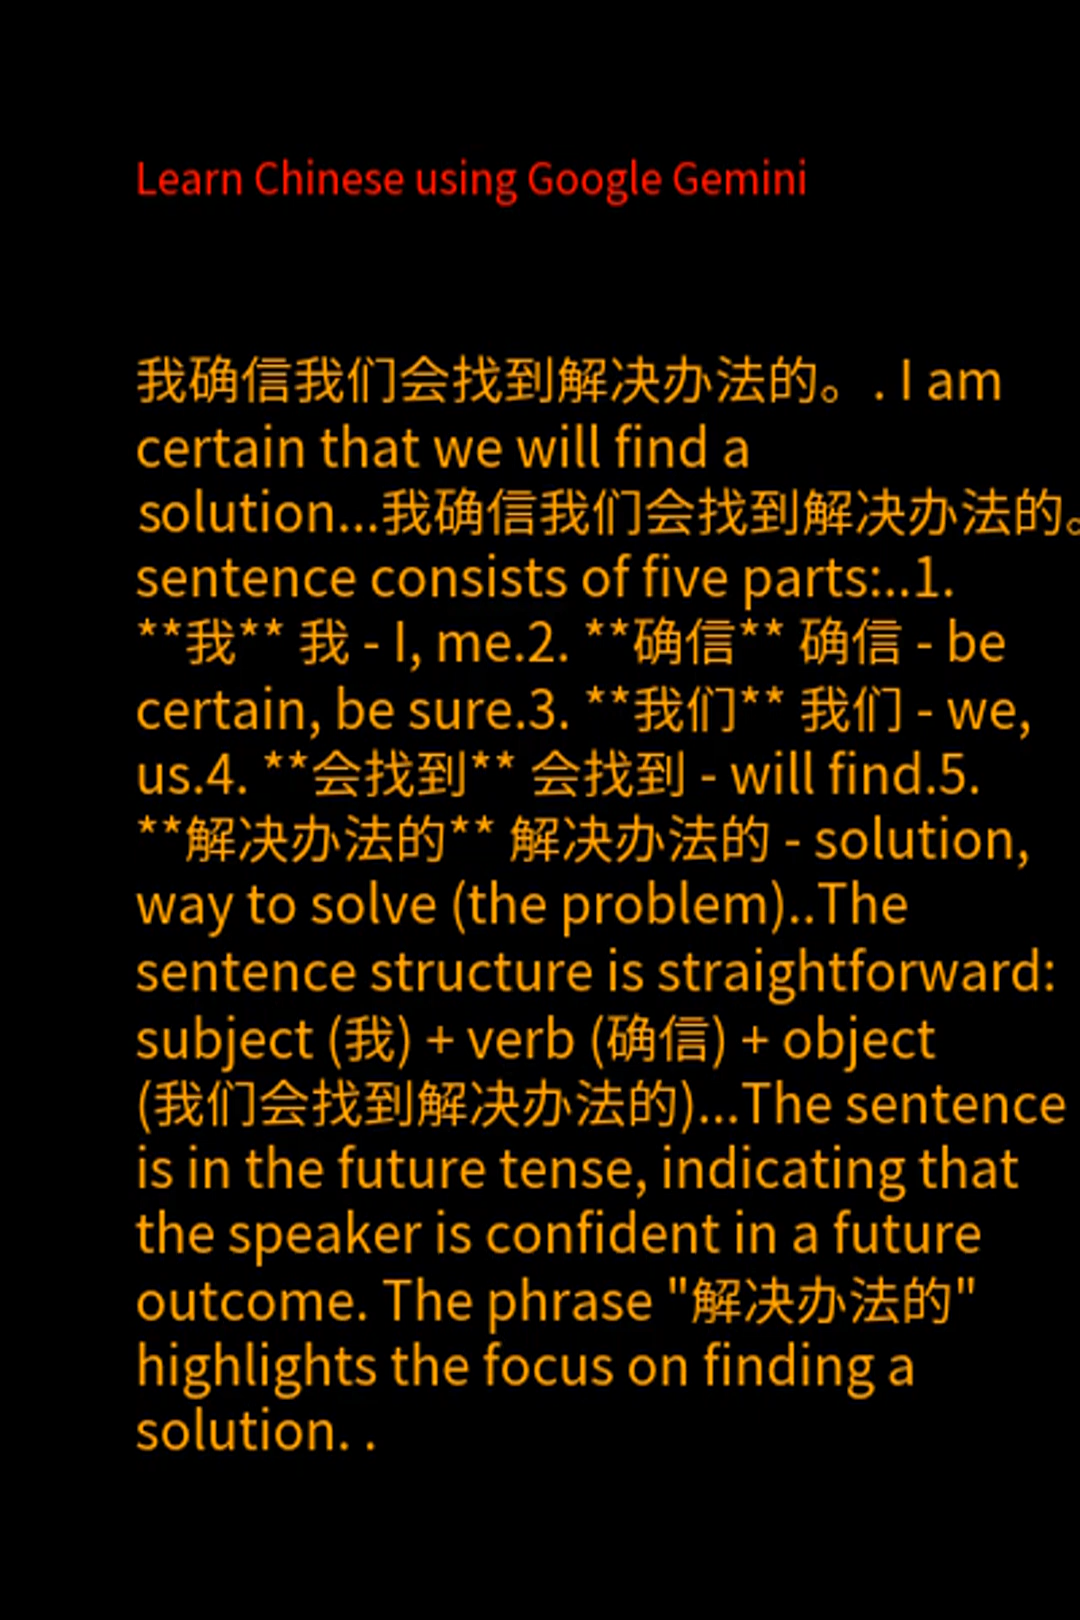 Learn Chinese using Google Gemini
我确信我们会找到解决办法的。. I am
certain that we will find a
solution...我确信我们会找到解决办法的。
sentence consists of five parts:..1.
**我** 我 - I, me.2. **确信** 确信 - be
certain, be sure.3. **我们** 我们 - we,
us.4. **会找到** 会找到 - will find.5.
**解决办法的** 解决办法的 - solution,
way to solve (the problem)..The
sentence structure is straightforward:
subject (我) + verb (确信) + object
(我们会找到解决办法的)...The sentence
is in the future tense, indicating that
the speaker is confident in a future
outcome. The phrase "解决办法的"
highlights the focus on finding a
solution. .